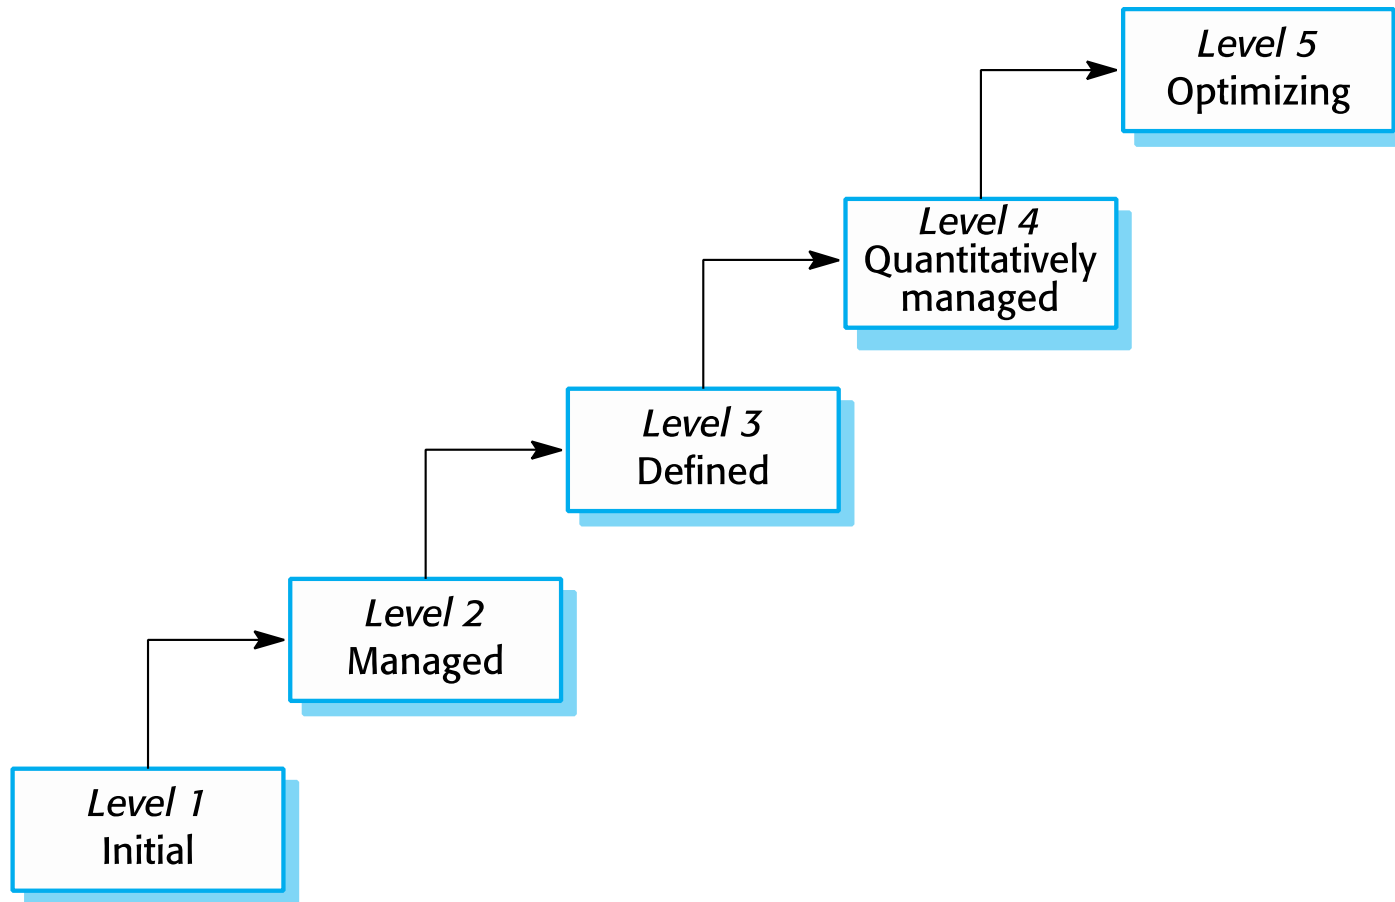 Level 5
Optimizing
Level 4
Quantitatively
managed
Level 3
Defined
Level 2
Managed
Level 1
Initial